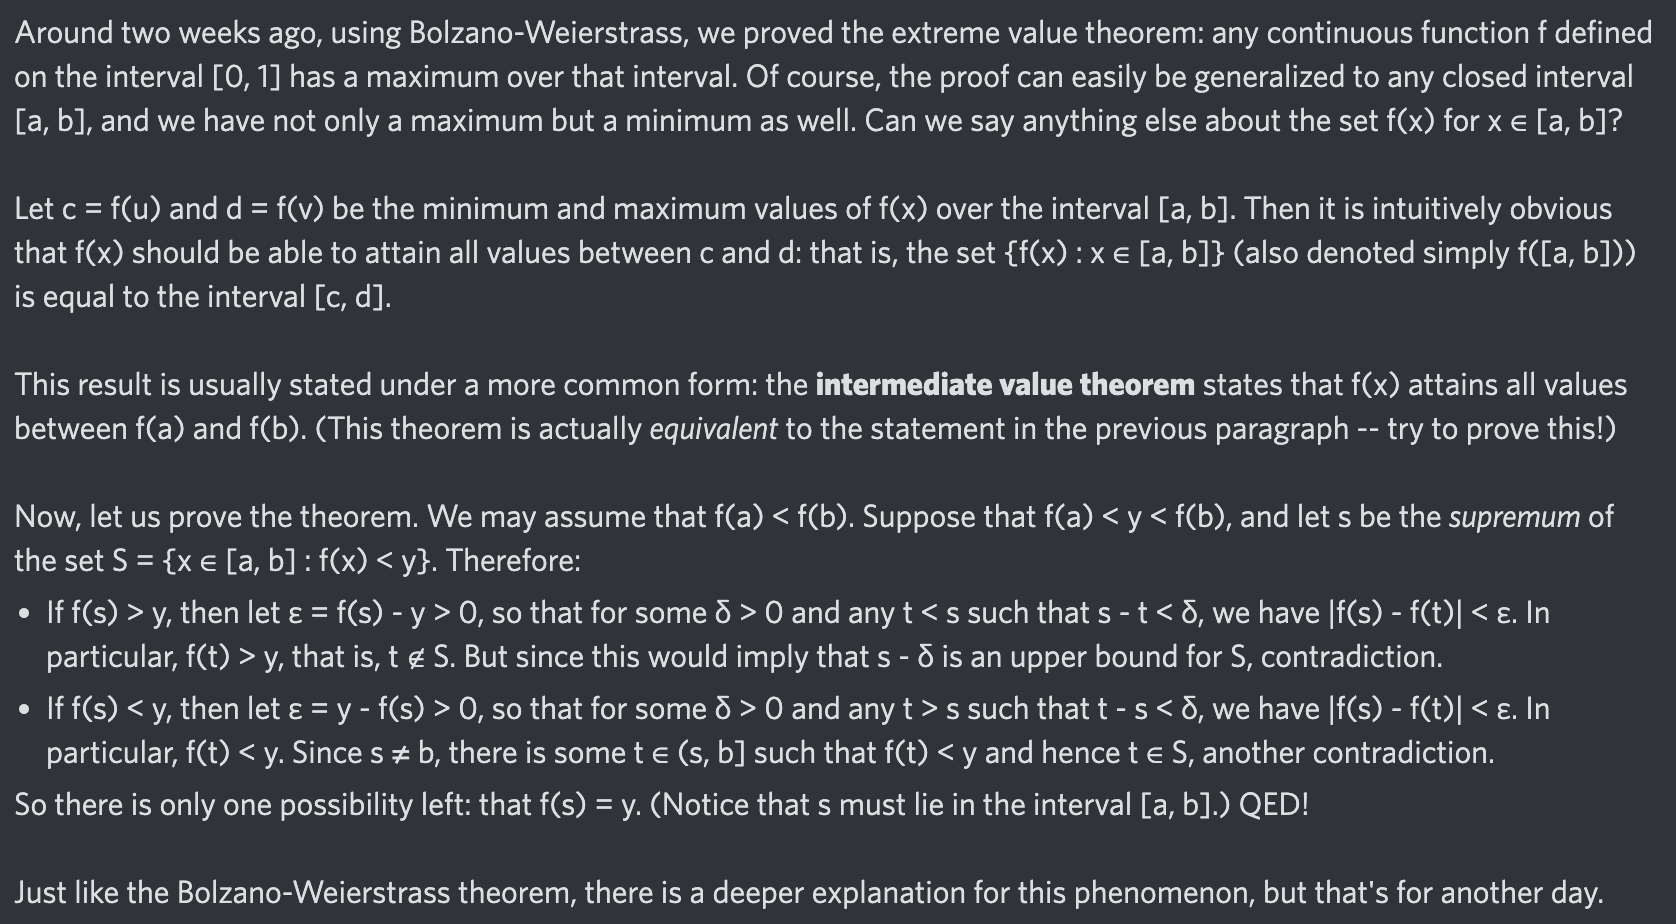 Around two weeks ago, using Bolzano-Weierstrass, we proved the extreme value theorem: any continuous function f defined
on the interval [0, 1] has a maximum over that interval. Of course, the proof can easily be generalized to any closed interval
[a, b], and we have not only a maximum but a minimum as well. Can we say anything else about the set f(x) for x ∈ [a, b]?
Let c = f(u) and d = f(v) be the minimum and maximum values of f(x) over the interval [a, b]. Then it is intuitively obvious
that f(x) should be able to attain all values between c and d: that is, the set {f(x) : x ∈ [a, b]} (also denoted simply f([a, b]))
is equal to the interval [c, d].
This result is usually stated under a more common form: the intermediate value theorem states that f(x) attains all values
between f(a) and f(b). (This theorem is actually equivalent to the statement in the previous paragraph -- try to prove this!)
Now, let us prove the theorem. We may assume that f(a) < f(b). Suppose that f(a) < y < f(b), and let s be the supremum of
the set S = {x ∈ [a, b] : f(x) < y}. Therefore:
• If f(s) > y, then let ε = f(s) - y > 0, so that for some δ > 0 and any t < s such that s - t < δ, we have |f(s) - f(t)| < ε. In
particular, f(t) > y, that is, t ∉ S. But since this would imply that s - δ is an upper bound for S, contradiction.
• If f(s) < y, then let ε = y - f(s) > 0, so that for some δ > 0 and any t > s such that t - s < δ, we have |f(s) - f(t)| < ε. In
particular, f(t) < y. Since s ≠ b, there is some t ∈ (s, b] such that f(t) < y and hence t ∈ S, another contradiction.
So there is only one possibility left: that f(s) = y. (Notice that s must lie in the interval [a, b].) QED!
Just like the Bolzano-Weierstrass theorem, there is a deeper explanation for this phenomenon, but that's for another day.